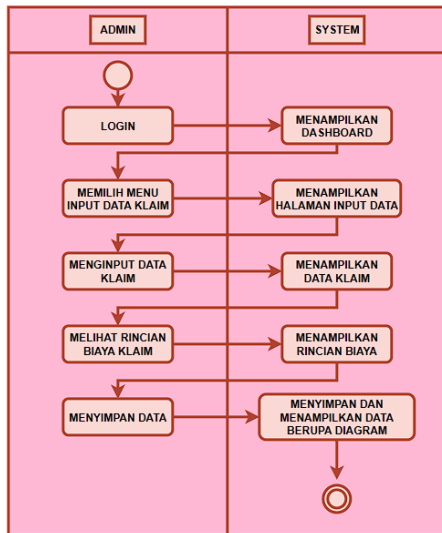 ADMIN
SYSTEM
LOGIN
MENAMPILKAN
DASHBOARD
MEMILIH MENU
INPUT DATA KLAIM
MENAMPILKAN
HALAMAN INPUT DATA
MENGINPUT DATA
KLAIM
MENAMPILKAN
DATA KLAIM
MELIHAT RINCIAN
BIAYA KLAIM
MENAMPILKAN
RINCIAN BIAYA
MENYIMPAN DATA
MENYIMPAN DAN
MENAMPILKAN DATA
BERUPA DIAGRAM